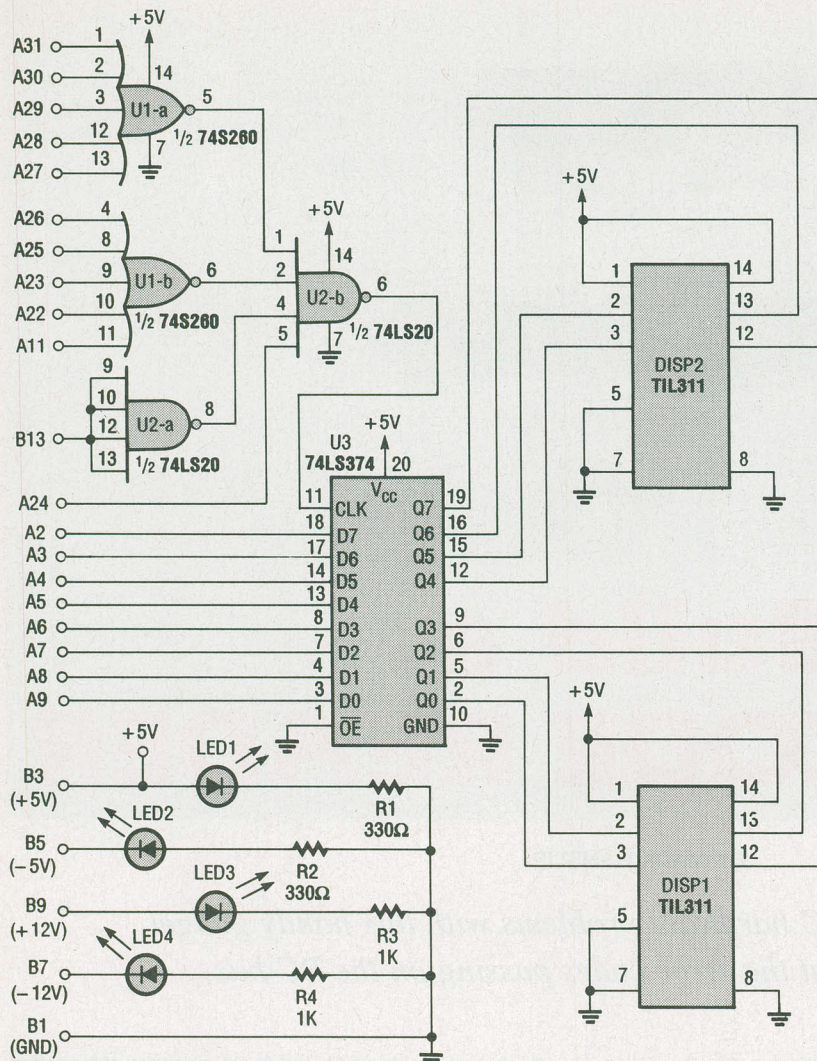 +5V
A31
1
A30
2
14
A29
3
U1-a
5
A28
12
7
1/2 74S260
A27
13
A26
4
A25
8
A23
9
U1-b
6
A22
10
1/2 74S260
A11
11
+5V
1
14
2
U2-b
6
4
5
7
1/2 74LS20
9
10
B13
12
U2-a
8
13
1/2 74LS20
A24
+5V
U3
74LS374
20
VCC
11
CLK
Q7
19
A2
18
D7
Q6
16
A3
17
D6
Q5
15
A4
14
D5
Q4
12
A5
13
D4
A6
8
D3
Q3
9
A7
7
D2
Q2
6
A8
4
D1
Q1
5
A9
3
D0
Q0
2
1
OE
GND
10
+5V
1
14
2
13
3
12
DISP2
TIL311
5
7
8
+5V
LED1
B3
(+5V)
R1
330Ω
LED2
B5
(−5V)
R2
330Ω
LED3
B9
(+12V)
R3
1K
LED4
B7
(−12V)
R4
1K
B1
(GND)
+5V
1
14
2
13
3
12
DISP1
TIL311
5
7
8